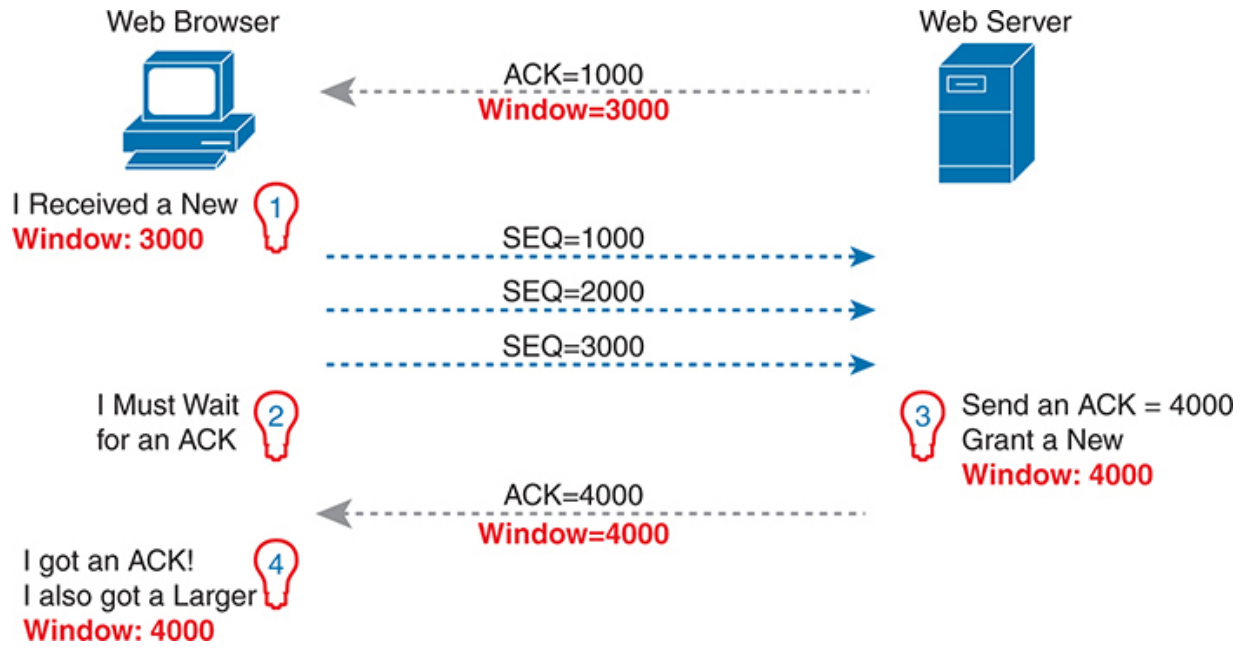 Web Browser
Web Server
ACK=1000
Window=3000
I Received a New
Window: 3000
1
SEQ=1000
SEQ=2000
SEQ=3000
I Must Wait
for an ACK
2
3
Send an ACK = 4000
Grant a New
Window: 4000
ACK=4000
Window=4000
I got an ACK!
I also got a Larger
Window: 4000
4